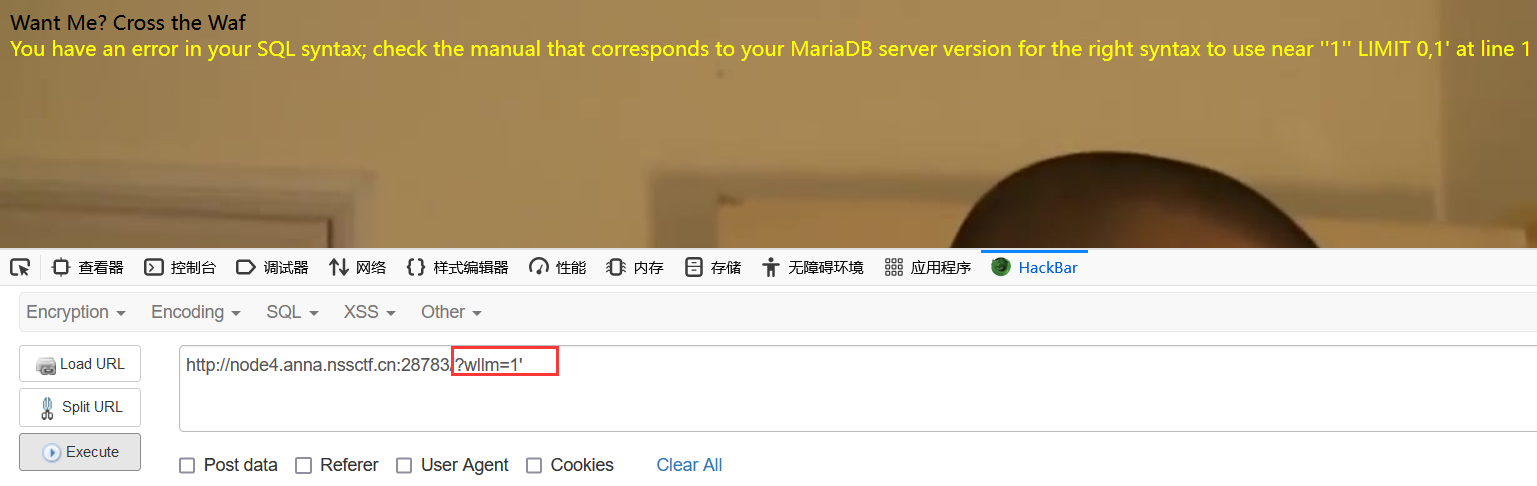 Want Me? Cross the Waf
You have an error in your SQL syntax; check the manual that corresponds to your MariaDB server version for the right syntax to use near ''1'' LIMIT 0,1' at line 1
查看器 控制台 调试器 网络 样式编辑器 性能 内存 存储 无障碍环境 应用程序 HackBar
Encryption Encoding SQL XSS Other
Load URL http://node4.anna.nssctf.cn:28783/?wllm=1'
Split URL
Execute
Post data Referer User Agent Cookies Clear All